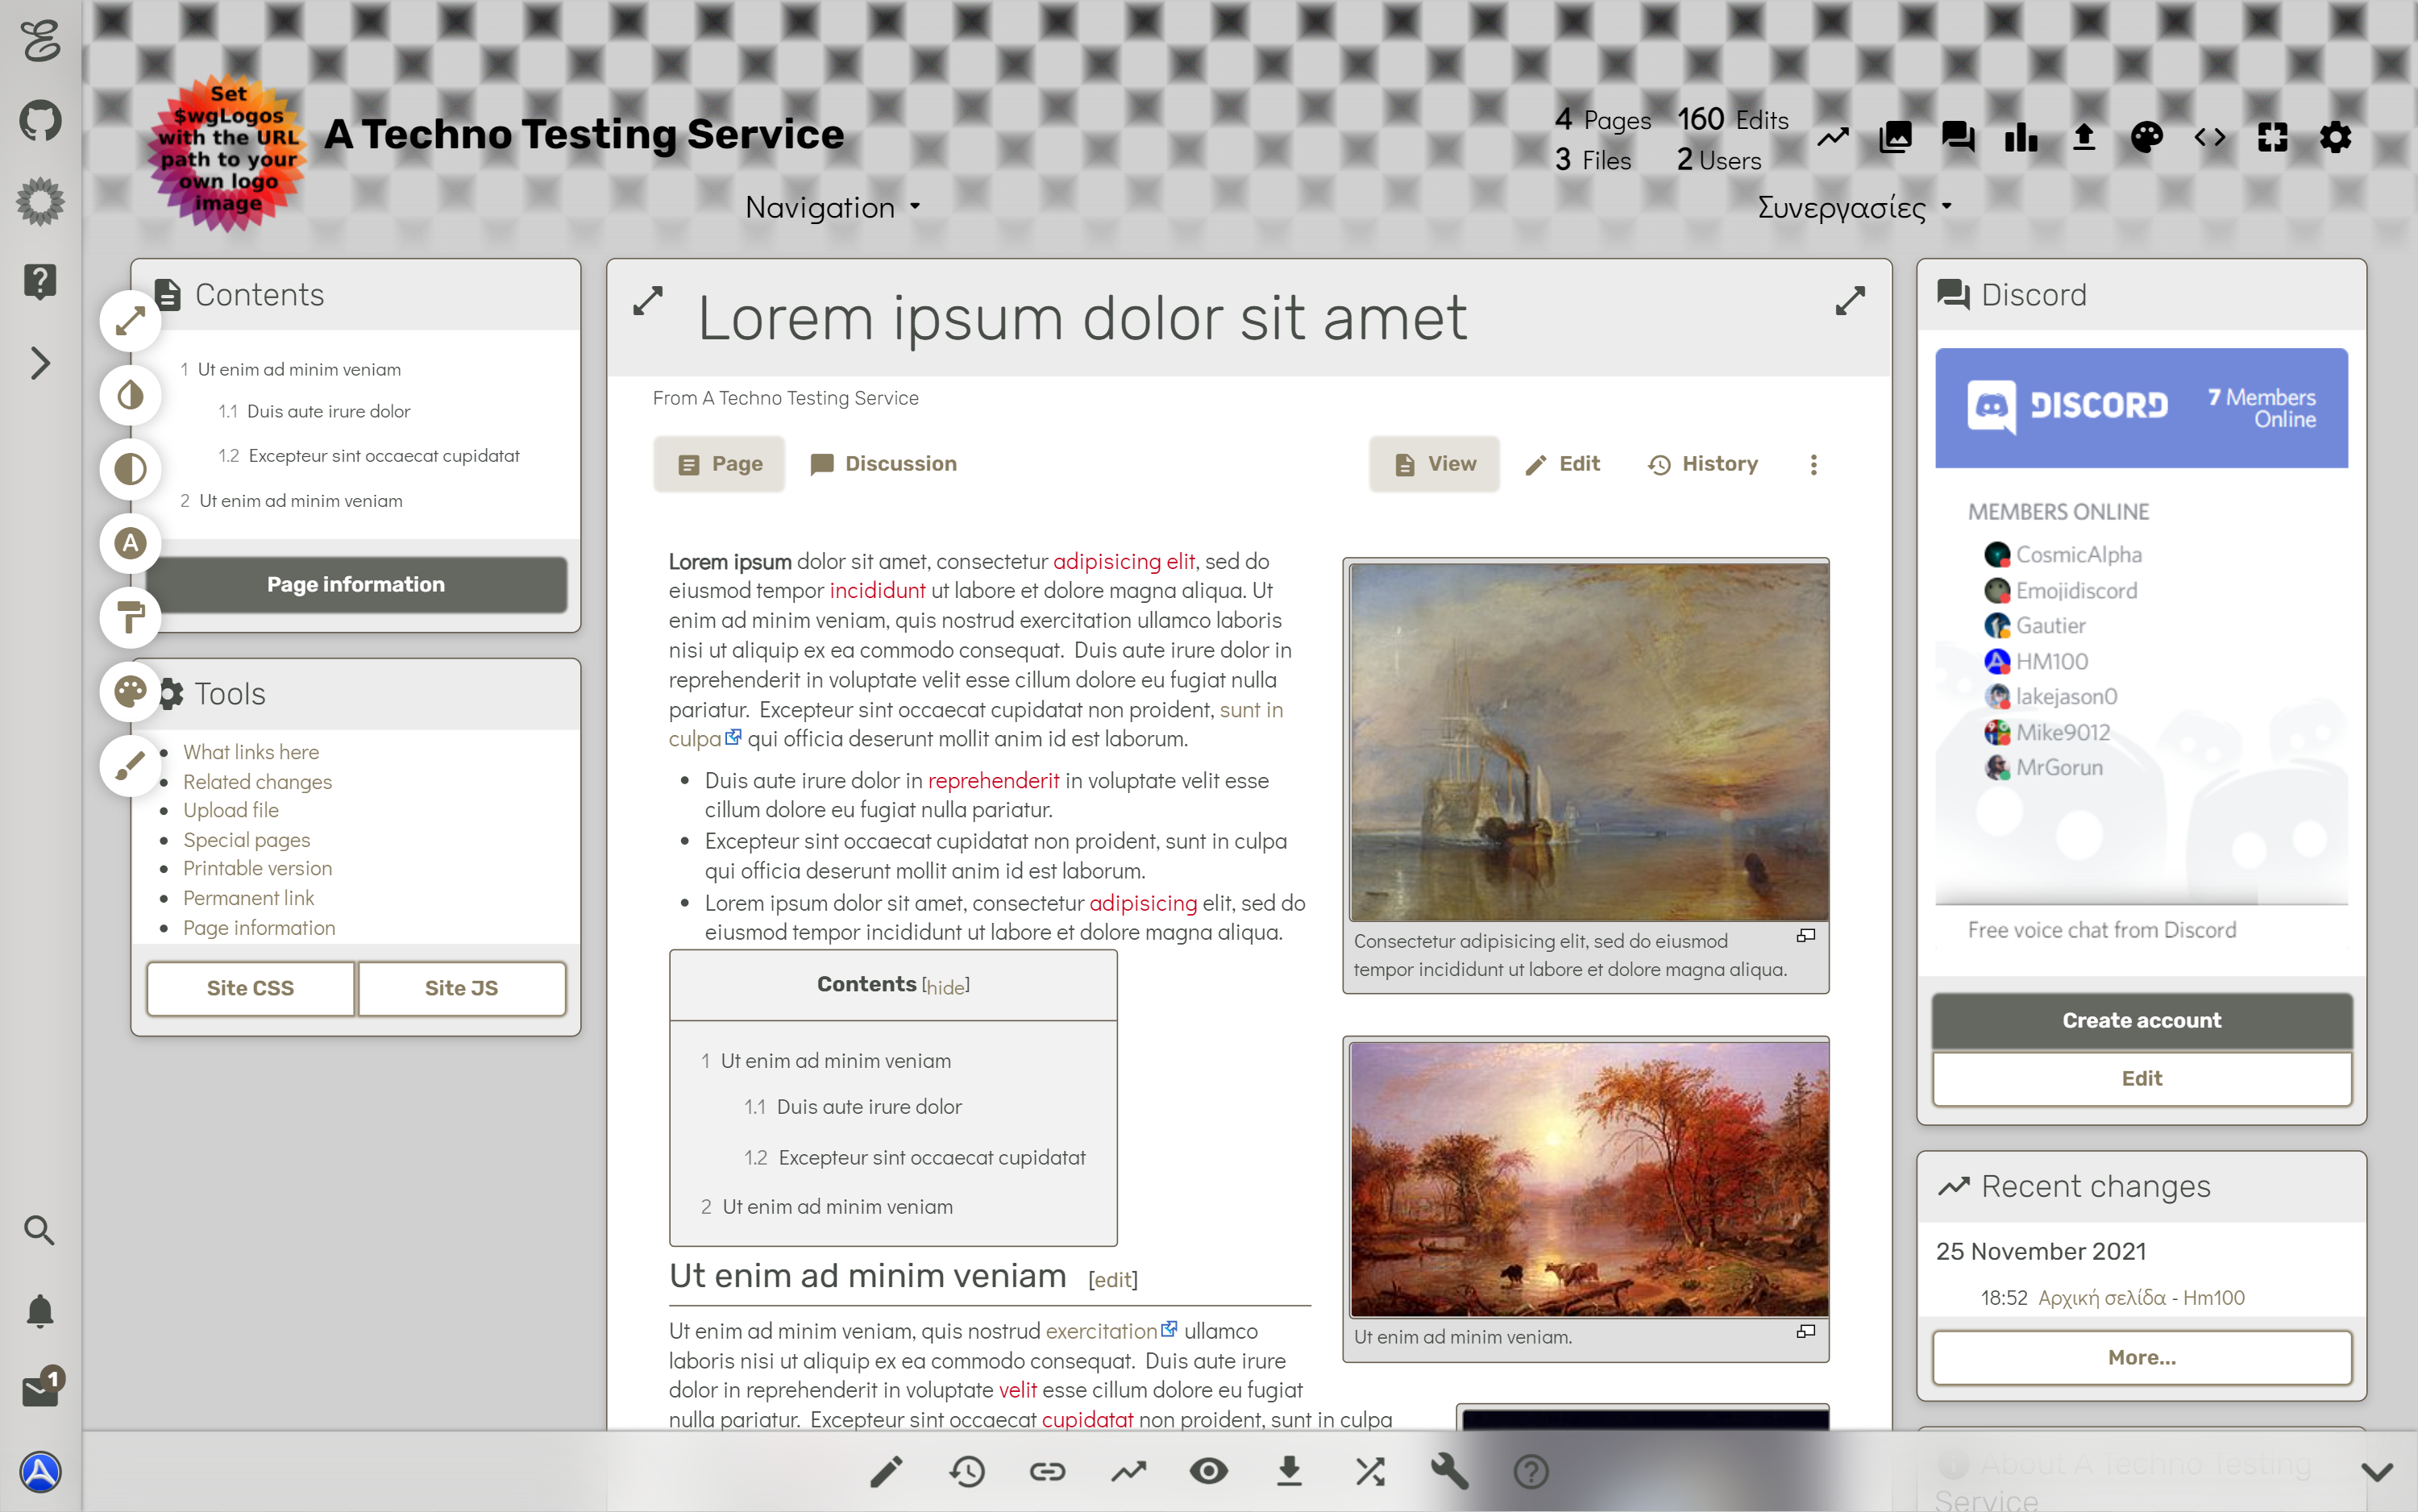 Set
$wgLogos
with the URL
path to your
own logo
image
A Techno Testing Service
4 Pages 160 Edits
3 Files 2 Users
Navigation
Συνεργασίες
Contents
1 Ut enim ad minim veniam
1.1 Duis aute irure dolor
1.2 Excepteur sint occaecat cupidatat
2 Ut enim ad minim veniam
Page information
Tools
What links here
Related changes
Upload file
Special pages
Printable version
Permanent link
Page information
Site CSS Site JS
1
Lorem ipsum dolor sit amet
From A Techno Testing Service
Page Discussion View Edit History
Lorem ipsum dolor sit amet, consectetur adipisicing elit, sed do
eiusmod tempor incididunt ut labore et dolore magna aliqua. Ut
enim ad minim veniam, quis nostrud exercitation ullamco laboris
nisi ut aliquip ex ea commodo consequat. Duis aute irure dolor in
reprehenderit in voluptate velit esse cillum dolore eu fugiat nulla
pariatur. Excepteur sint occaecat cupidatat non proident, sunt in
culpa qui officia deserunt mollit anim id est laborum.
Duis aute irure dolor in reprehenderit in voluptate velit esse
cillum dolore eu fugiat nulla pariatur.
Excepteur sint occaecat cupidatat non proident, sunt in culpa
qui officia deserunt mollit anim id est laborum.
Lorem ipsum dolor sit amet, consectetur adipisicing elit, sed do
eiusmod tempor incididunt ut labore et dolore magna aliqua.
Contents [hide]
1 Ut enim ad minim veniam
1.1 Duis aute irure dolor
1.2 Excepteur sint occaecat cupidatat
2 Ut enim ad minim veniam
Ut enim ad minim veniam [edit]
Ut enim ad minim veniam, quis nostrud exercitation ullamco
laboris nisi ut aliquip ex ea commodo consequat. Duis aute irure
dolor in reprehenderit in voluptate velit esse cillum dolore eu fugiat
nulla pariatur. Excepteur sint occaecat cupidatat non proident, sunt in culpa
Consectetur adipisicing elit, sed do eiusmod
tempor incididunt ut labore et dolore magna aliqua.
Ut enim ad minim veniam.
Discord
DISCORD
7 Members
Online
MEMBERS ONLINE
CosmicAlpha
Emojidiscord
Gautier
HM100
lakejason0
Mike9012
MrGorun
Free voice chat from Discord
Create account
Edit
Recent changes
25 November 2021
18:52 Αρχική σελίδα - Hm100
More...
About A Techno Testing
Service